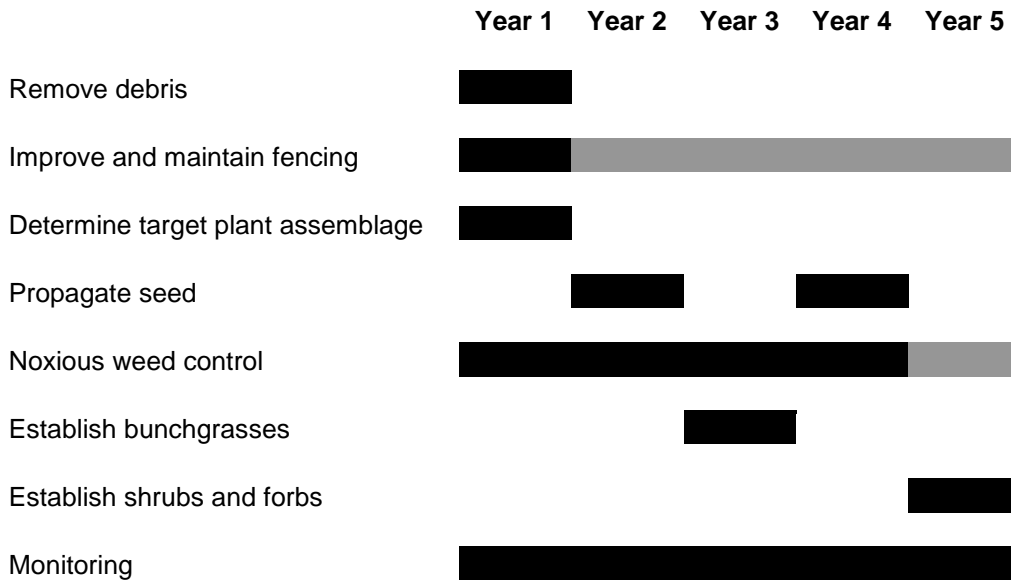 Year 1 Year 2 Year 3 Year 4 Year 5
Remove debris
Improve and maintain fencing
Determine target plant assemblage
Propagate seed
Noxious weed control
Establish bunchgrasses
Establish shrubs and forbs
Monitoring